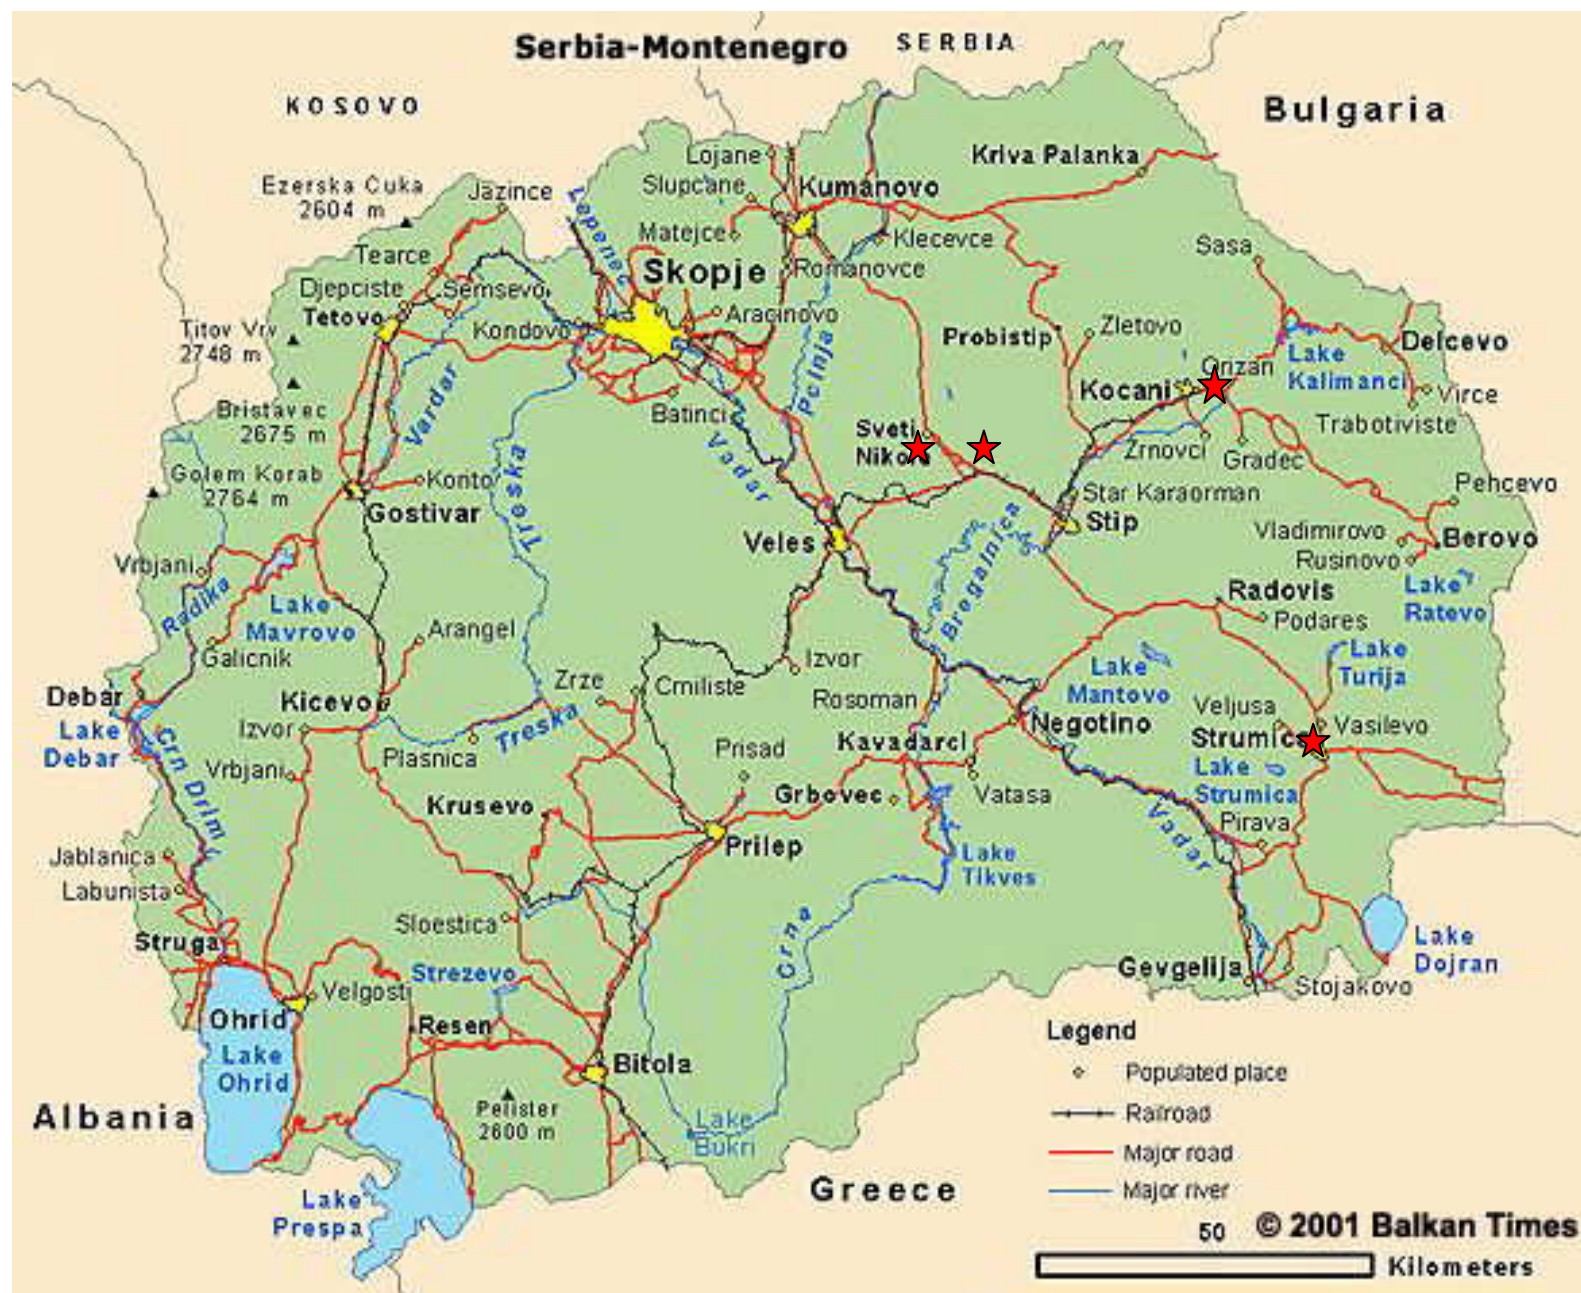 Serbia-Montenegro
SERBIA
KOSOVO
Bulgaria
Lojane
Kriva Palanka
Ezerska Cuka
2604 m
Jazince
Slupcane
Kumanovo
Lepenec
Matejce
Klecevce
Sasa
Tearce
Skopje
Romanovce
Djepciste
Semsevo
Tetovo
Kondovo
Aracinovo
Titov Vrv
2748 m
Pcinja
Probistip
Zletovo
Delcevo
Lake
Kalimanci
Orizan
Kocani
Virce
Bristavec
2675 m
Vardar
Batinci
Trabotiviste
Sveti
Vadar
Zrnovci
Gradec
Golem Korab
2764 m
Konto
Treska
Star Karaorman
Pehcevo
Gostivar
Stip
Vladimirovo
Berovo
Veles
Rusinovo
Vrbjani
Radika
Bregalnica
Radovis
Lake
Ratevo
Lake
Mavrovo
Podares
Arangel
Galicnik
Izvor
Lake
Turija
Lake
Mantovo
Debar
Kicevo
Zrze
Crniliste
Rosoman
Veljusa
Vasilevo
Lake
Debar
Izvor
Treska
Negotino
Crn Drim
Plasnica
Prisad
Kavadarci
Lake
Strumica
Vrbjani
Krusevo
Grbovec
Vatasa
Vadar
Pirava
Jablanica
Prilep
Lake
Tikves
Labunista
Sloestica
Crna
Struga
Strezevo
Gevgelija
Lake
Dojran
Velgosti
Stojakovo
Ohrid
Resen
Legend
Lake
Ohrid
Bitola
Populated place
Albania
Pelister
2600 m
Lake
Bukri
Railroad
Major road
Greece
Major river
Lake
Prespa
50
© 2001 Balkan Times
Kilometers